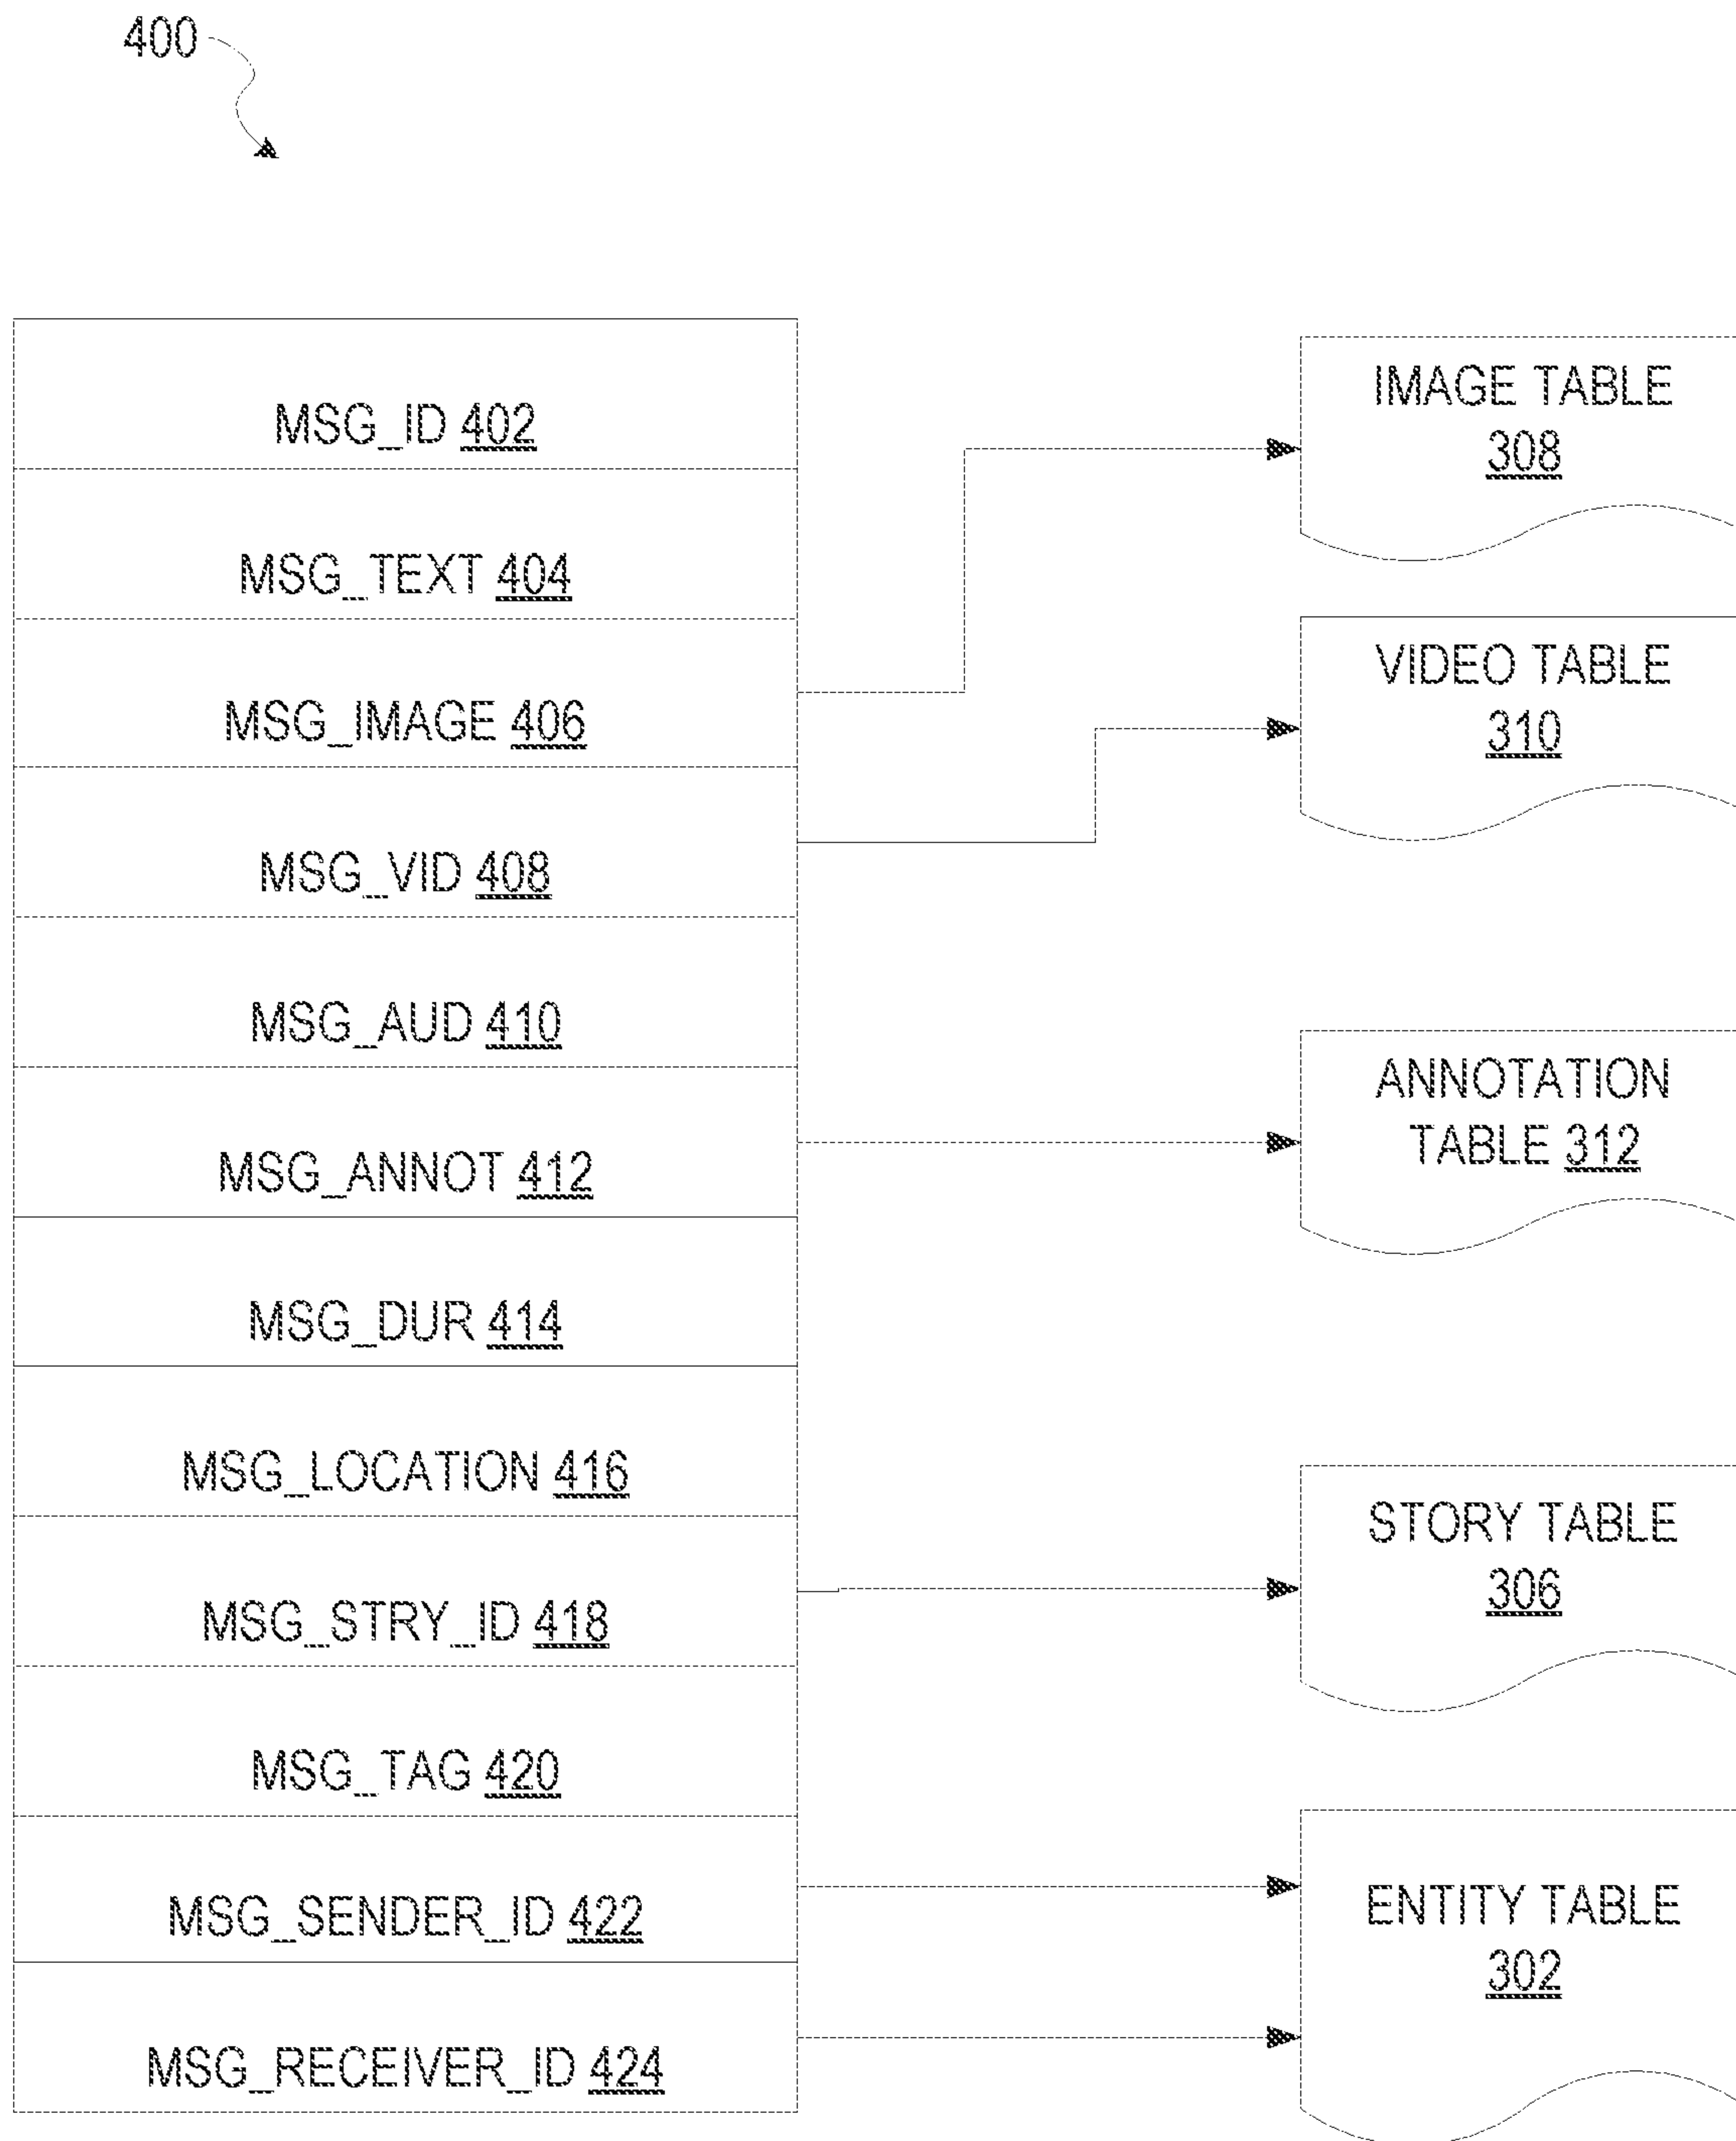 400
MSG_ID 402
MSG_TEXT 404
MSG_IMAGE 406
MSG_VID 408
MSG_AUD 410
MSG_ANNOT 412
MSG_DUR 414
MSG_LOCATION 416
MSG_STRY_ID 418
MSG_TAG 420
MSG_SENDER_ID 422
MSG_RECEIVER_ID 424
IMAGE TABLE
308
VIDEO TABLE
310
ANNOTATION
TABLE 312
STORY TABLE
306
ENTITY TABLE
302